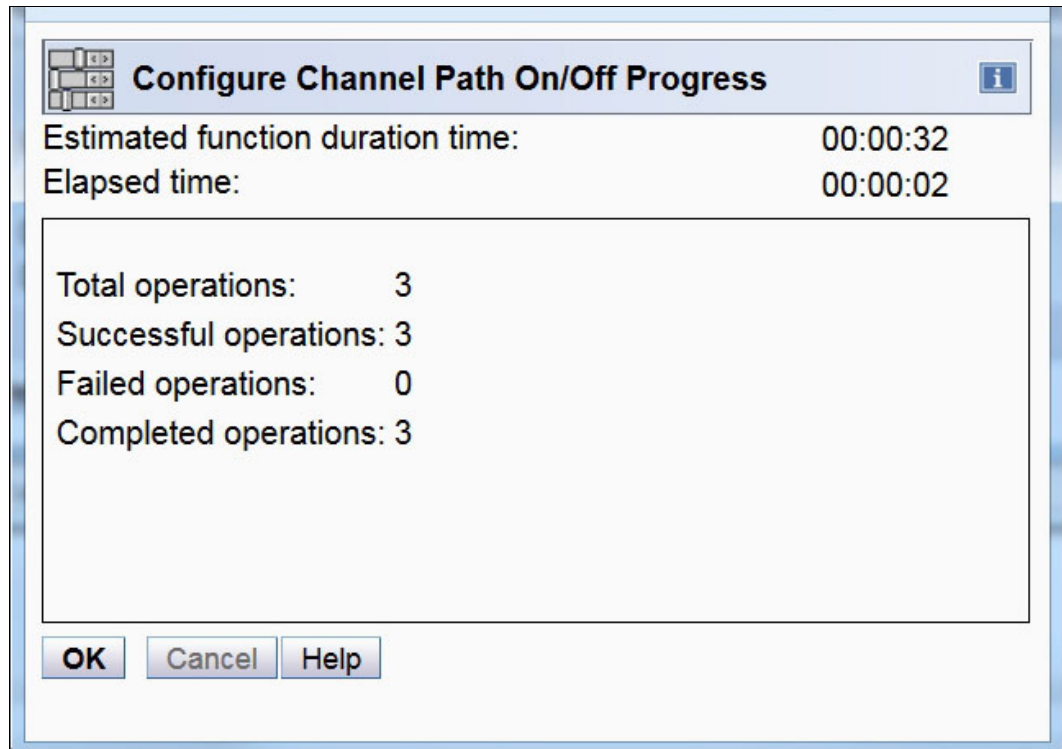 Configure Channel Path On/Off Progress
Estimated function duration time: 00:00:32
Elapsed time: 00:00:02
Total operations: 3
Successful operations: 3
Failed operations: 0
Completed operations: 3
OK Cancel Help